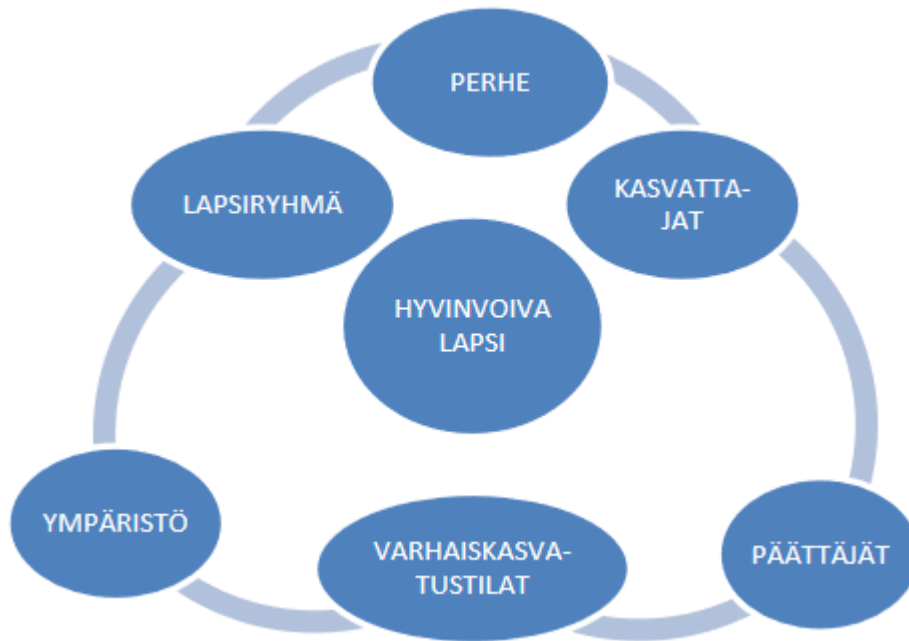 PERHE
LAPSIRYHMÄ
KASVATTA-
JAT
HYVINVOIVA
LAPSI
YMPÄRISTÖ
VARHAISKASVA-
TUSTILAT
PÄÄTTÄJÄT